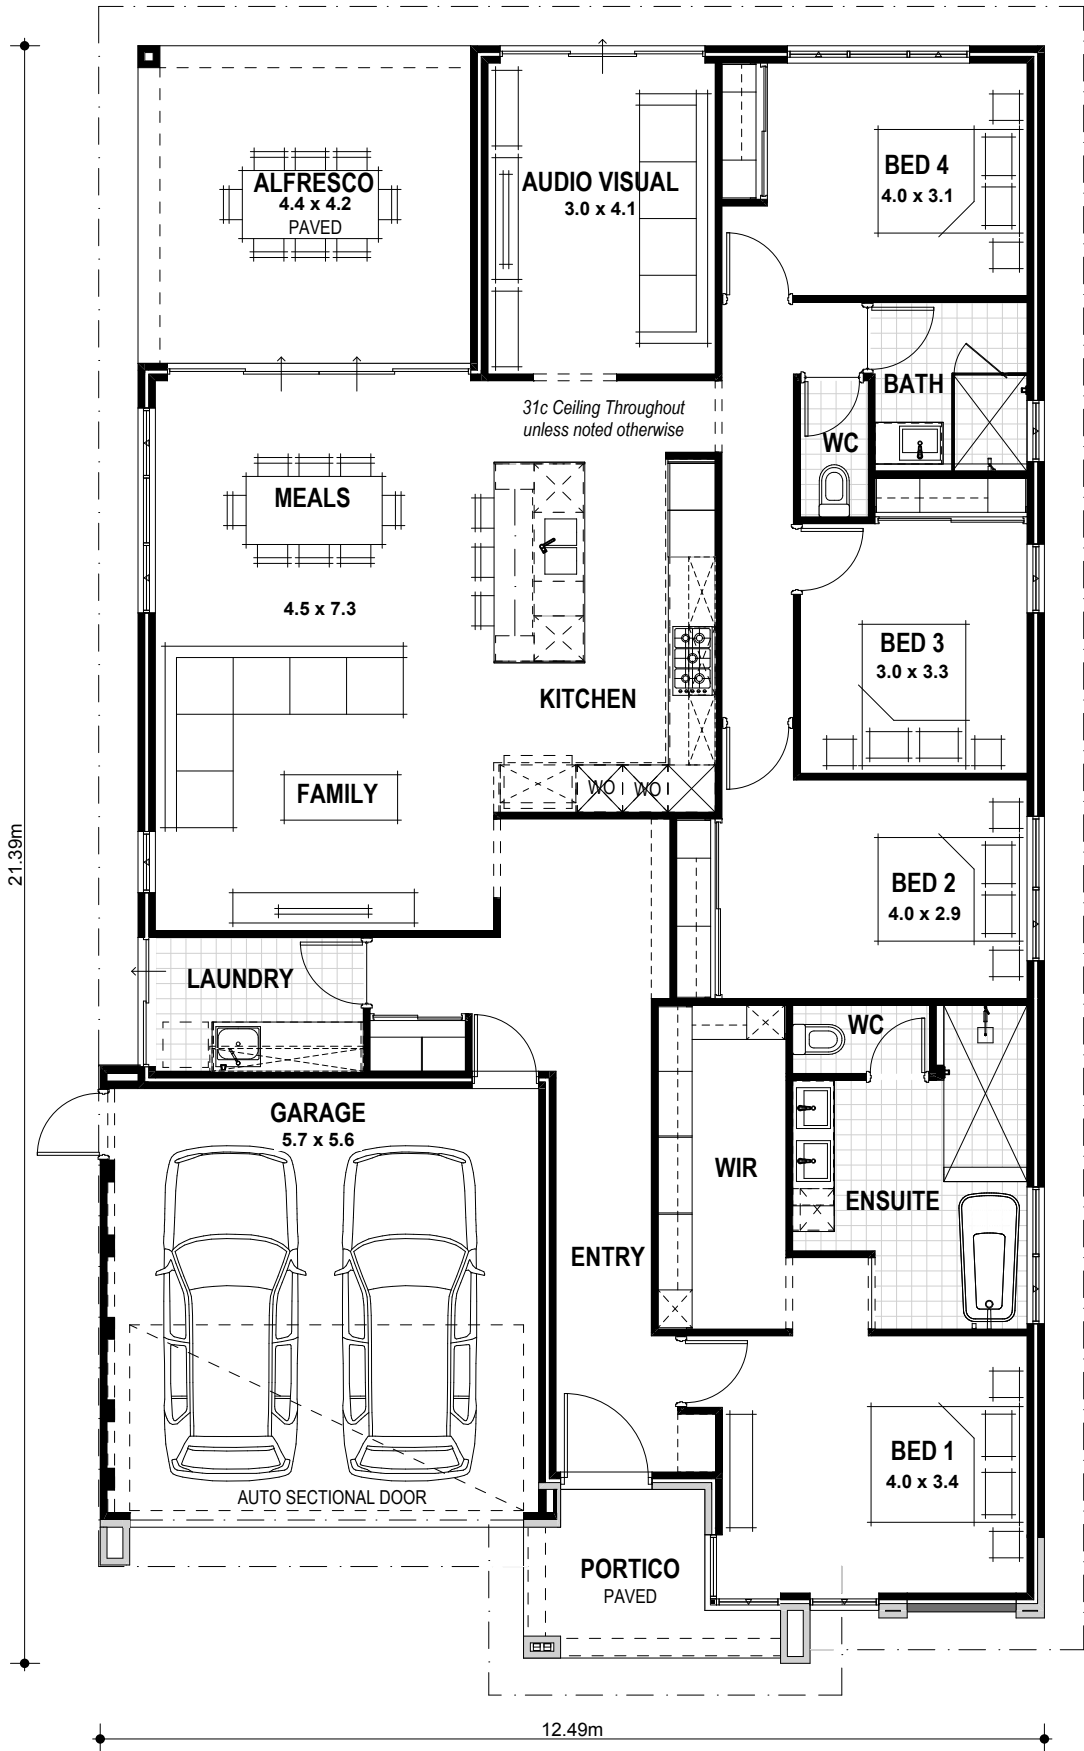 ALFRESCO
4.4 x 4.2
PAVED
AUDIO VISUAL
3.0 x 4.1
BED 4
4.0 x 3.1
BATH
31c Ceiling Throughout
unless noted otherwise
WC
MEALS
4.5 x 7.3
BED 3
3.0 x 3.3
KITCHEN
FAMILY
WO
WO
21.39m
BED 2
4.0 x 2.9
LAUNDRY
WC
GARAGE
5.7 x 5.6
WIR
ENSUITE
ENTRY
BED 1
4.0 x 3.4
AUTO SECTIONAL DOOR
PORTICO
PAVED
12.49m